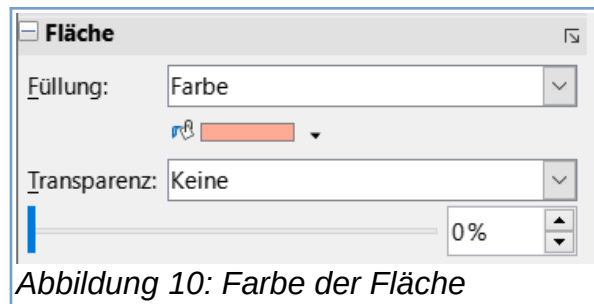 Fläche
Füllung: Farbe
Transparenz: Keine
0%
Abbildung 10: Farbe der Fläche